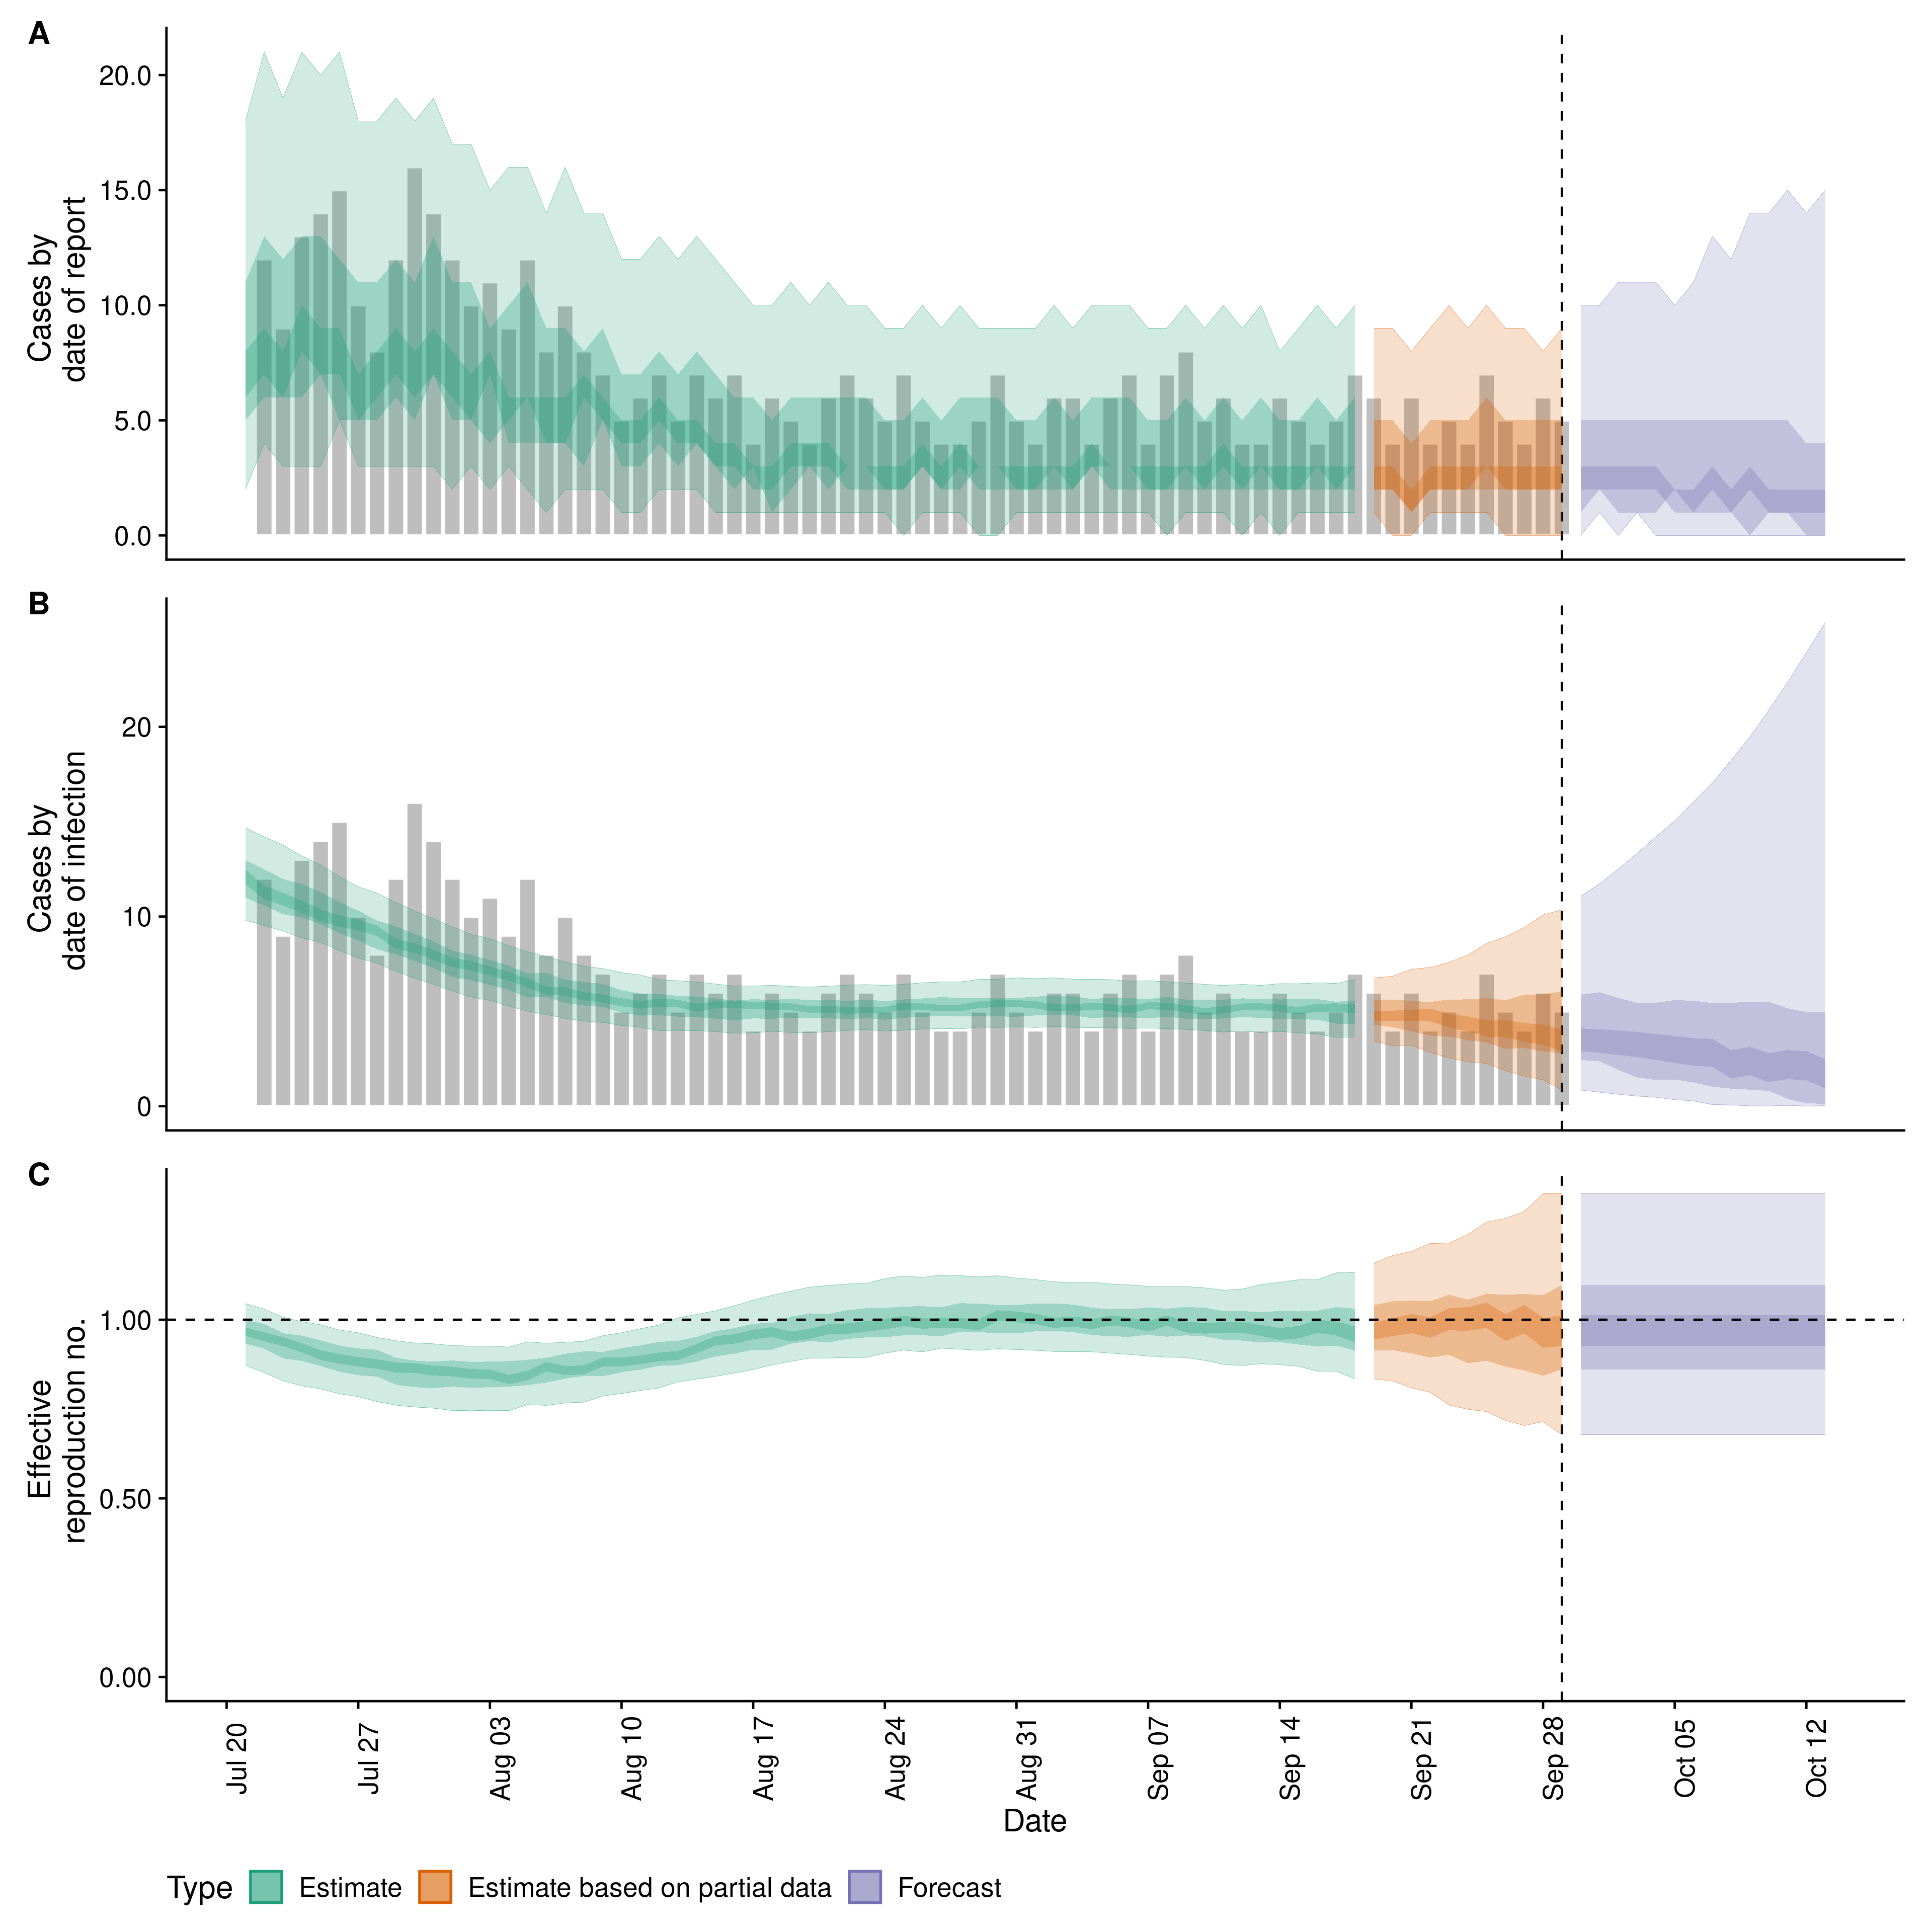 A
Cases by
date of report
20.0
15.0
10.0
5.0
0.0
B
Cases by
date of infection
20
10
0
C
Effective
reproduction no.
1.00
0.50
0.00
Jul 20
Jul 27
Aug 03
Aug 10
Aug 17
Aug 24
Aug 31
Sep 07
Sep 14
Sep 21
Sep 28
Oct 05
Oct 12
Date
Type Estimate Estimate based on partial data Forecast